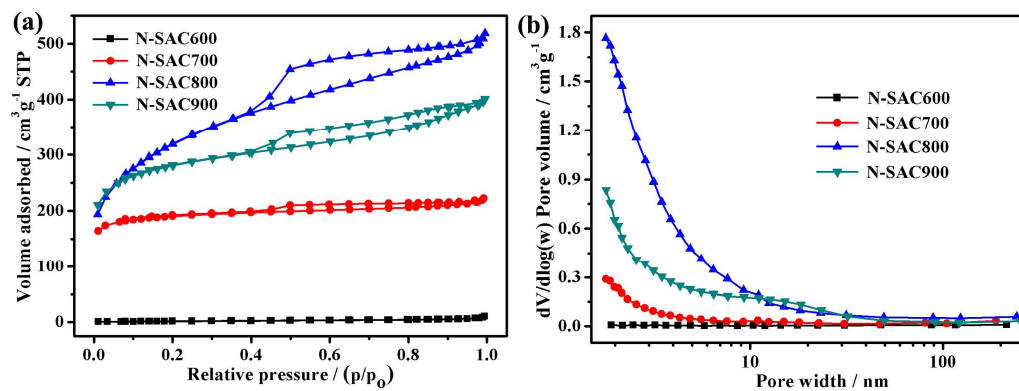 (a)
N-SAC600
N-SAC700
N-SAC800
N-SAC900
Volume adsorbed / cm³g⁻¹ STP
500
400
300
200
100
0
0.0 0.2 0.4 0.6 0.8 1.0
Relative pressure / (p/p₀)
(b)
N-SAC600
N-SAC700
N-SAC800
N-SAC900
dV/dlog(w) Pore volume / cm³g⁻¹
1.8
1.5
1.2
0.9
0.6
0.3
0.0
10 100
Pore width / nm